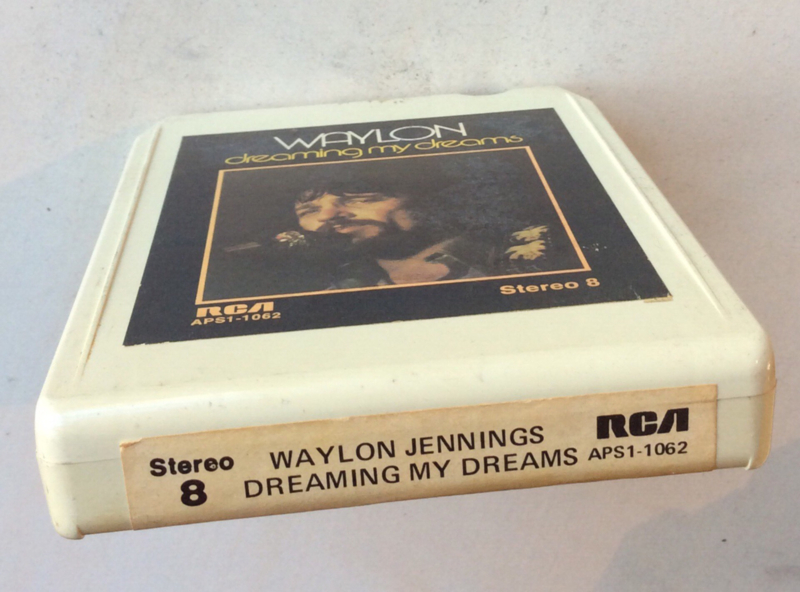 WAYLON
dreaming my dreams
RCA
APS1-1062
Stereo 8
Stereo
8
WAYLON JENNINGS
DREAMING MY DREAMS
RCA
APS1-1062